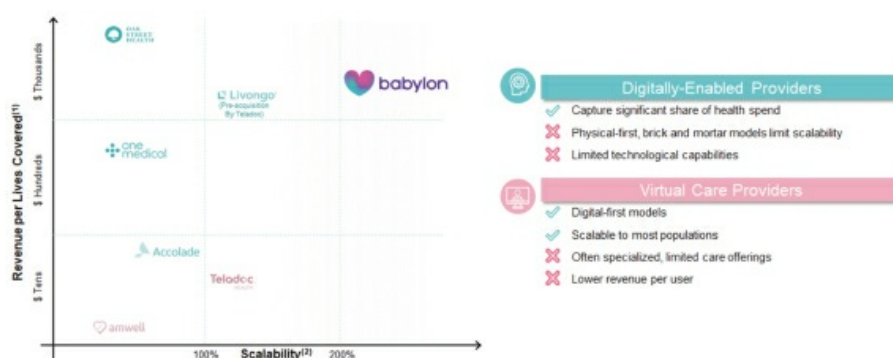 Revenue per Lives Covered(1)
$ Thousands
$ Hundreds
$ Tens
OAK
STREET
HEALTH
Livongo
(Pre-acquisition
By Teladoc)
babylon
one
medical
Accolade
Teladoc
HEALTH
amwell
100%
Scalability(2)
200%
Digitally-Enabled Providers
Capture significant share of health spend
Physical-first, brick and mortar models limit scalability
Limited technological capabilities
Virtual Care Providers
Digital-first models
Scalable to most populations
Often specialized, limited care offerings
Lower revenue per user